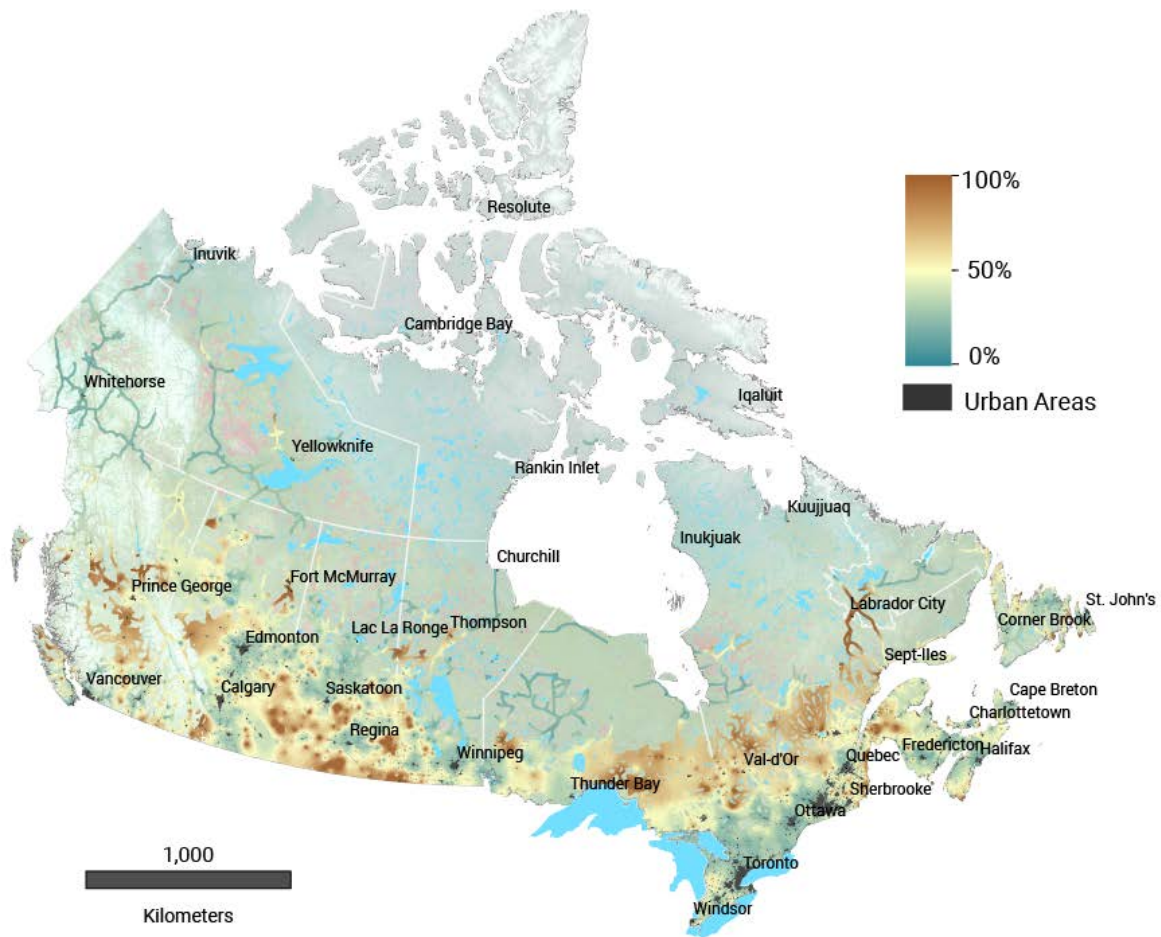 Resolute
100%
Inuvik
50%
Cambridge Bay
0%
Whitehorse
Iqaluit
Urban Areas
Yellowknife
Rankin Inlet
Kuujjuaq
Inukjuak
Churchill
Prince George
Fort McMurray
Labrador City
St. John's
Corner Brook
Lac La Ronge
Thompson
Edmonton
Sept-Iles
Vancouver
Calgary
Saskatoon
Cape Breton
Charlottetown
Regina
Winnipeg
Val-d'Or
Quebec
Fredericton
Halifax
Thunder Bay
Sherbrooke
Ottawa
1,000
Toronto
Kilometers
Windsor